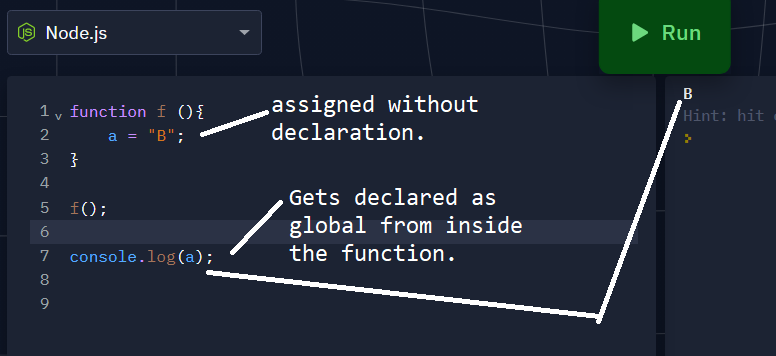 Node.js
Run
1 function f (){
assigned without
declaration.
2 a = "B";
3 }
4
5 f();
Gets declared as
global from inside
the function.
6
7 console.log(a);
8
9
B
Hint: hit
>